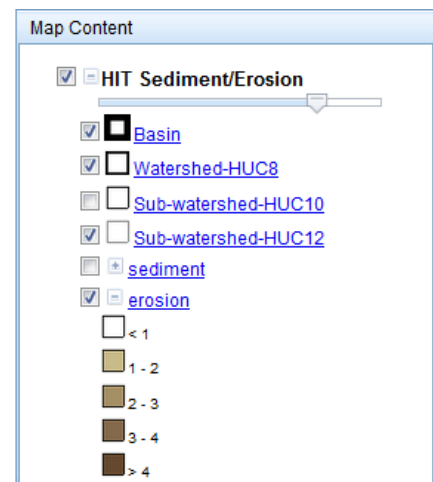 Map Content
HIT Sediment/Erosion
Basin
Watershed-HUC8
Sub-watershed-HUC10
Sub-watershed-HUC12
sediment
erosion
< 1
1 - 2
2 - 3
3 - 4
> 4